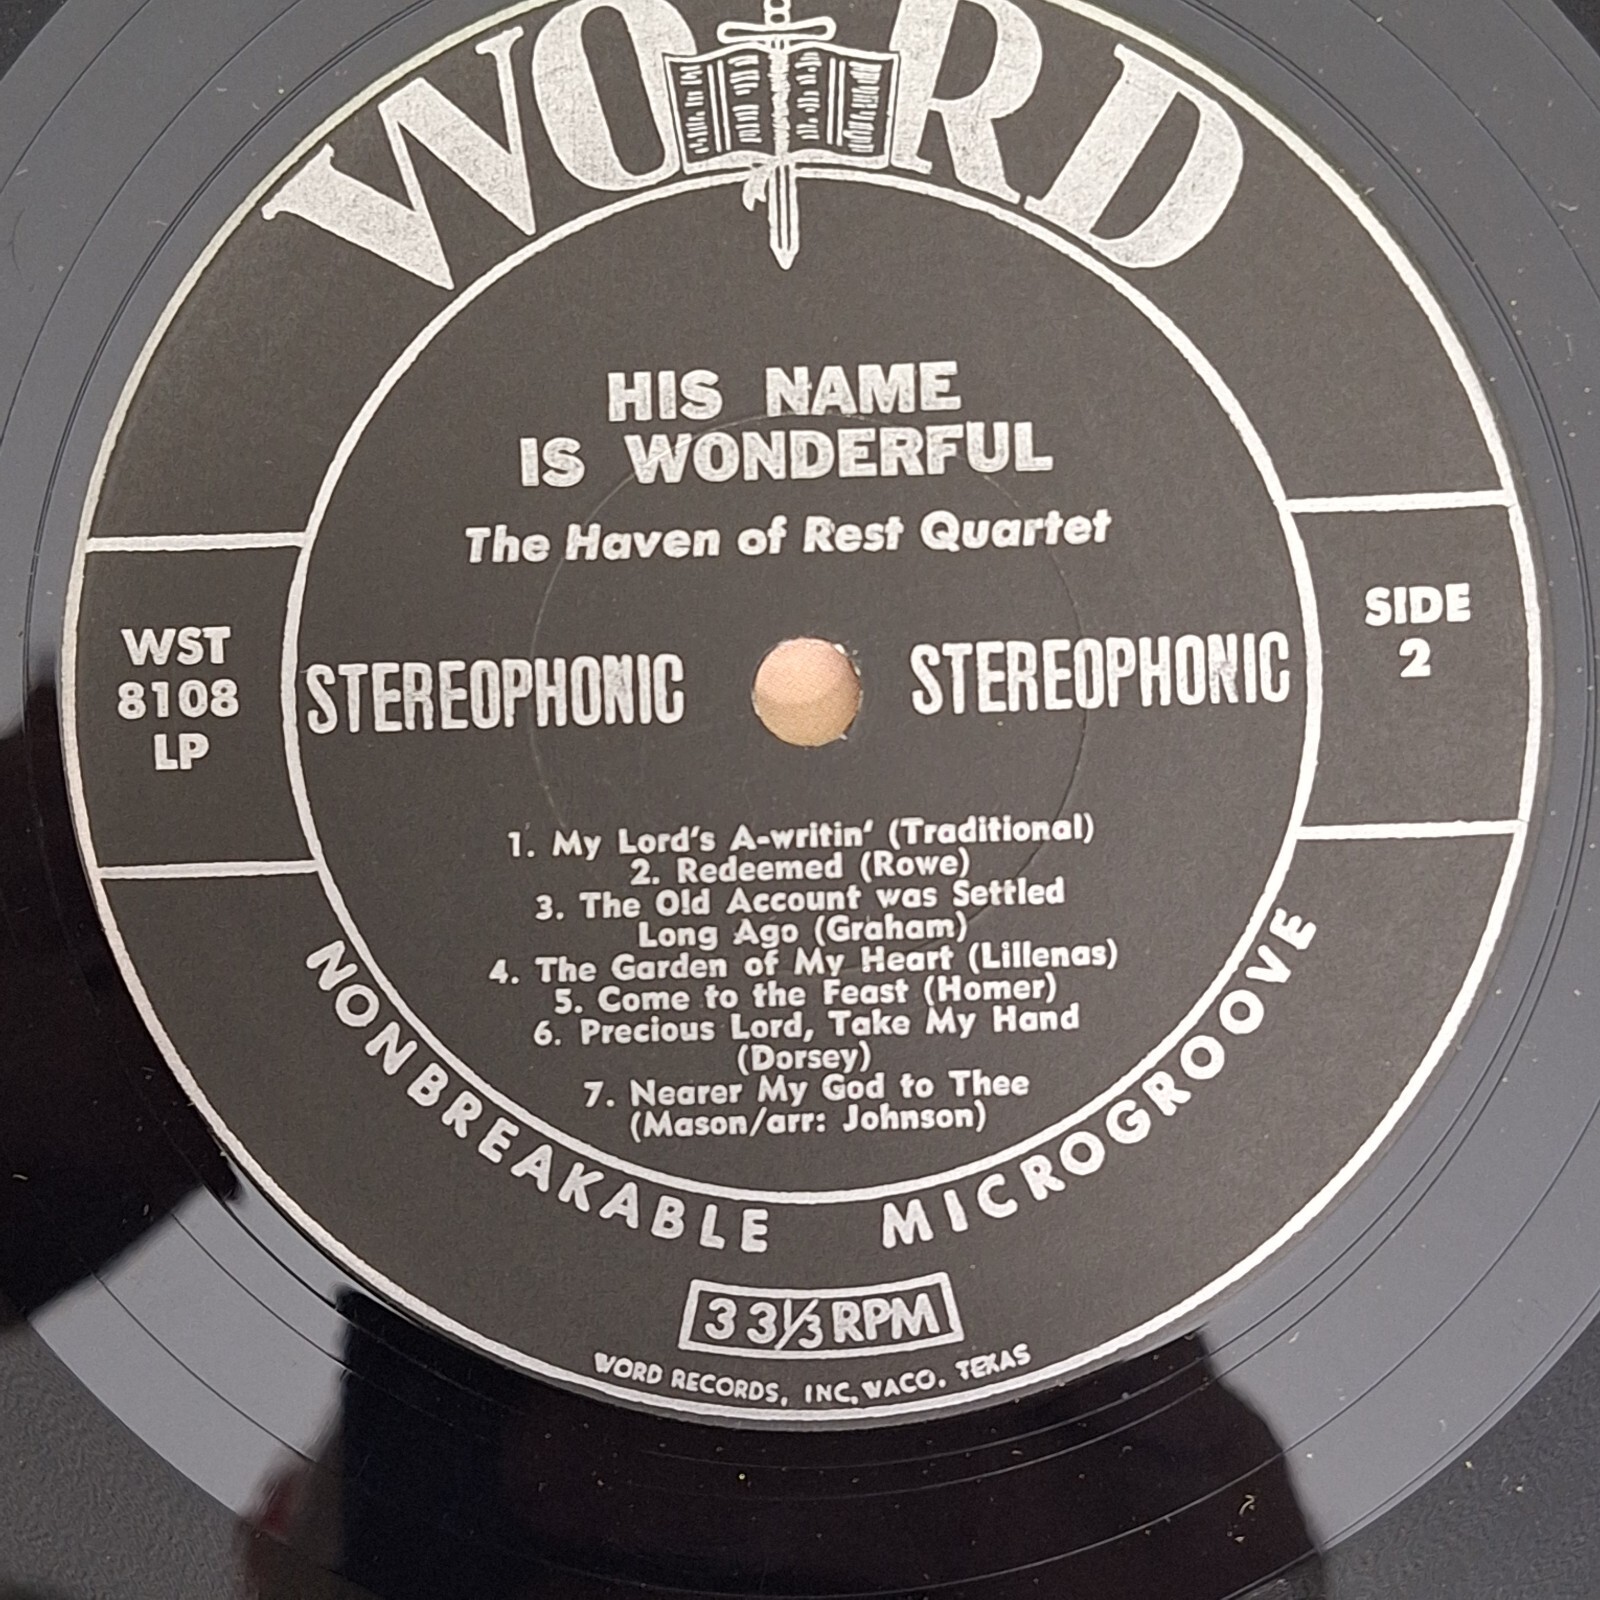 WORD
HIS NAME
IS WONDERFUL
The Haven of Rest Quartet
WST
8108
LP
STEREOPHONIC STEREOPHONIC
SIDE
2
1. My Lord's A-writin' (Traditional)
2. Redeemed (Rowe)
3. The Old Account was Settled
Long Ago (Graham)
4. The Garden of My Heart (Lillenas)
5. Come to the Feast (Homer)
6. Precious Lord, Take My Hand
(Dorsey)
7. Nearer My God to Thee
(Mason/arr: Johnson)
NONBREAKABLE MICROGROOVE
33⅓ RPM
WORD RECORDS, INC, WACO, TEXAS